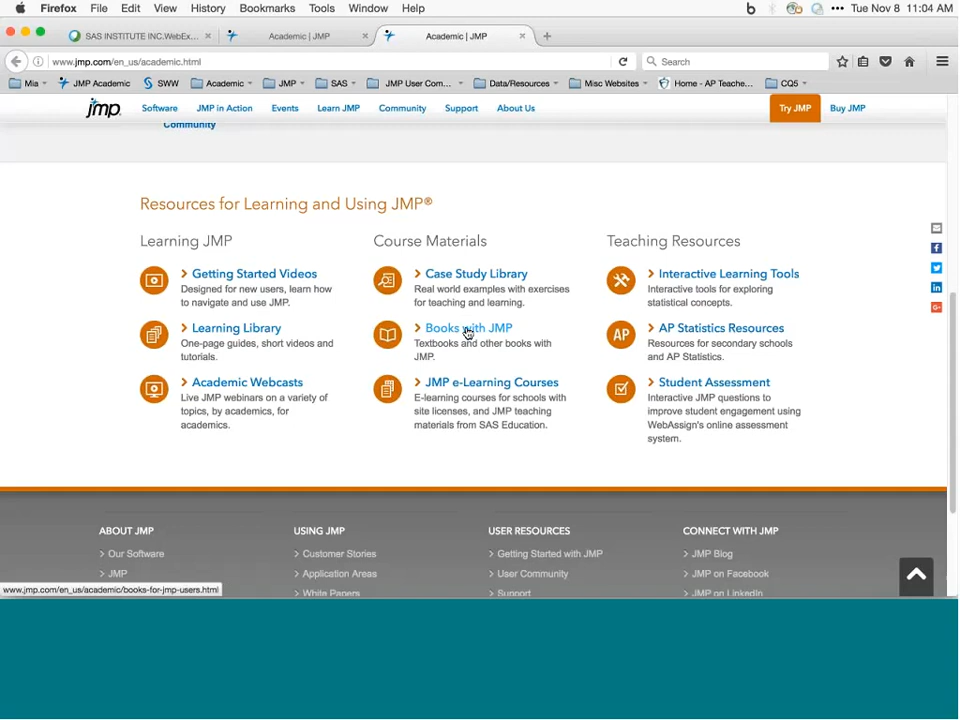 Firefox File Edit View History Bookmarks Tools Window Help Tue Nov 8 11:04 AM
SAS INSTITUTE INC.WebEx... Academic | JMP Academic | JMP
www.jmp.com/en_us/academic.html Search
Mia JMP Academic SWW Academic JMP SAS JMP User Com... Data/Resources Misc Websites Home - AP Teache... CQ5
jmp Software JMP in Action Events Learn JMP Community Support About Us Try JMP Buy JMP
Community
Resources for Learning and Using JMP®
Learning JMP
Getting Started Videos
Designed for new users, learn how
to navigate and use JMP.
Learning Library
One-page guides, short videos and
tutorials.
Academic Webcasts
Live JMP webinars on a variety of
topics, by academics, for
academics.
Course Materials
Case Study Library
Real world examples with exercises
for teaching and learning.
Books with JMP
Textbooks and other books with
JMP.
JMP e-Learning Courses
E-learning courses for schools with
site licenses, and JMP teaching
materials from SAS Education.
Teaching Resources
Interactive Learning Tools
Interactive tools for exploring
statistical concepts.
AP
AP Statistics Resources
Resources for secondary schools
and AP Statistics.
Student Assessment
Interactive JMP questions to
improve student engagement using
WebAssign's online assessment
system.
ABOUT JMP
> Our Software
> JMP
USING JMP
> Customer Stories
> Application Areas
> White Papers
USER RESOURCES
> Getting Started with JMP
> User Community
> Support
CONNECT WITH JMP
> JMP Blog
> JMP on Facebook
> JMP on LinkedIn
www.jmp.com/en_us/academic/books-for-jmp-users.html